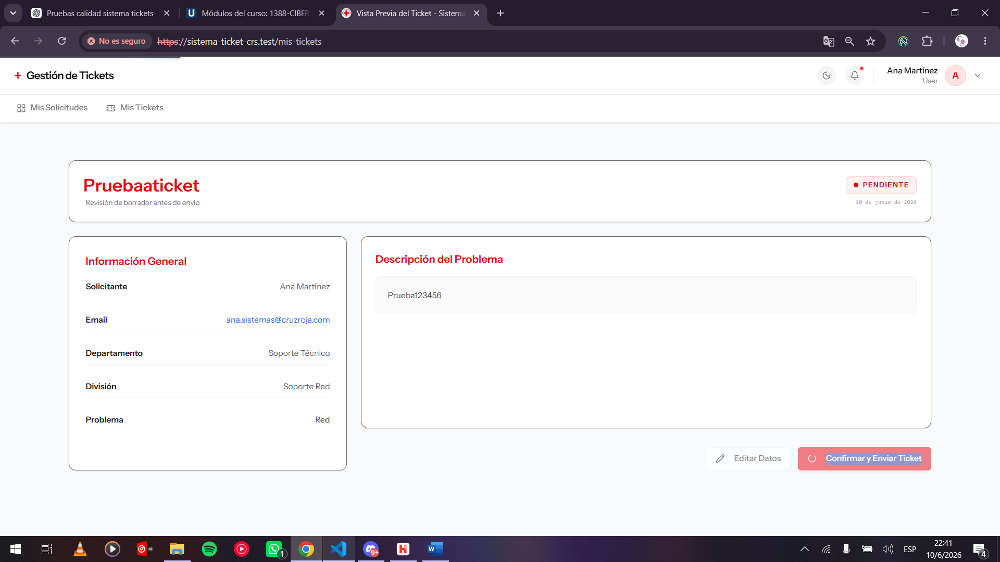 Pruebas calidad sistema tickets
Módulos del curso: 1388-CIBER
Vista Previa del Ticket - Sistema
No es seguro
https://sistema-ticket-crs.test/mis-tickets
+ Gestión de Tickets
Ana Martínez
User
A
Mis Solicitudes
Mis Tickets
Pruebaaticket
Revisión de borrador antes de envío
PENDIENTE
10 de junio de 2026
Información General
Solicitante
Ana Martínez
Email
ana.sistemas@cruzroja.com
Departamento
Soporte Técnico
División
Soporte Red
Problema
Red
Descripción del Problema
Prueba123456
Editar Datos
Confirmar y Enviar Ticket
1
9+
ESP
22:41
10/6/2026
4